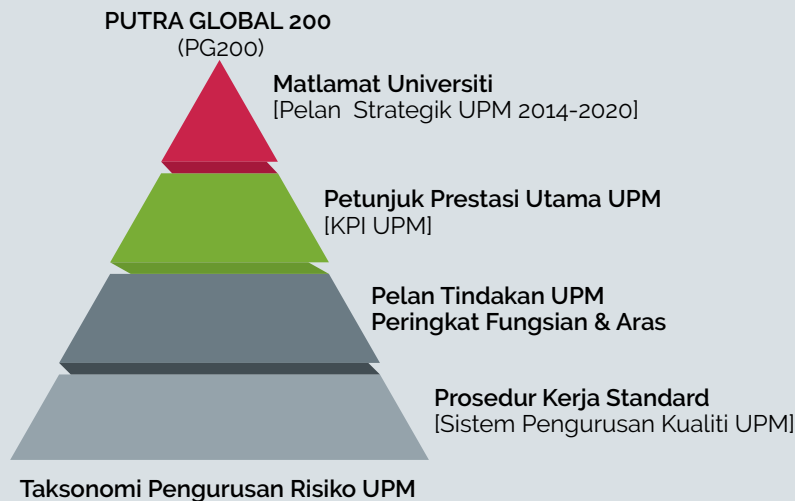 PUTRA GLOBAL 200
(PG200)
Matlamat Universiti
[Pelan Strategik UPM 2014-2020]
Petunjuk Prestasi Utama UPM
[KPI UPM]
Pelan Tindakan UPM
Peringkat Fungsian & Aras
Prosedur Kerja Standard
[Sistem Pengurusan Kualiti UPM]
Taksonomi Pengurusan Risiko UPM